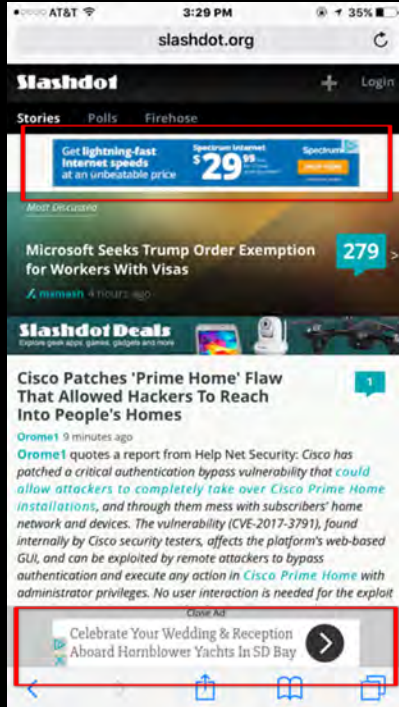 AT&T 3:29 PM 35%
slashdot.org
Slashdot Login
Stories Polls Firehose
Get lightning-fast
Internet speeds
at an unbeatable price
Spectrum Internet
$29.99
Spectrum
Most Discussed
Microsoft Seeks Trump Order Exemption
for Workers With Visas
279
msmash 4 hours ago
Slashdot Deals
Explore geek apps, games, gadgets and more
Cisco Patches 'Prime Home' Flaw
That Allowed Hackers To Reach
Into People's Homes
1
Orome1 9 minutes ago
Orome1 quotes a report from Help Net Security: Cisco has
patched a critical authentication bypass vulnerability that could
allow attackers to completely take over Cisco Prime Home
installations, and through them mess with subscribers' home
network and devices. The vulnerability (CVE-2017-3791), found
internally by Cisco security testers, affects the platform's web-based
GUI, and can be exploited by remote attackers to bypass
authentication and execute any action in Cisco Prime Home with
administrator privileges. No user interaction is needed for the exploit
Close Ad
Celebrate Your Wedding & Reception
Aboard Hornblower Yachts In SD Bay